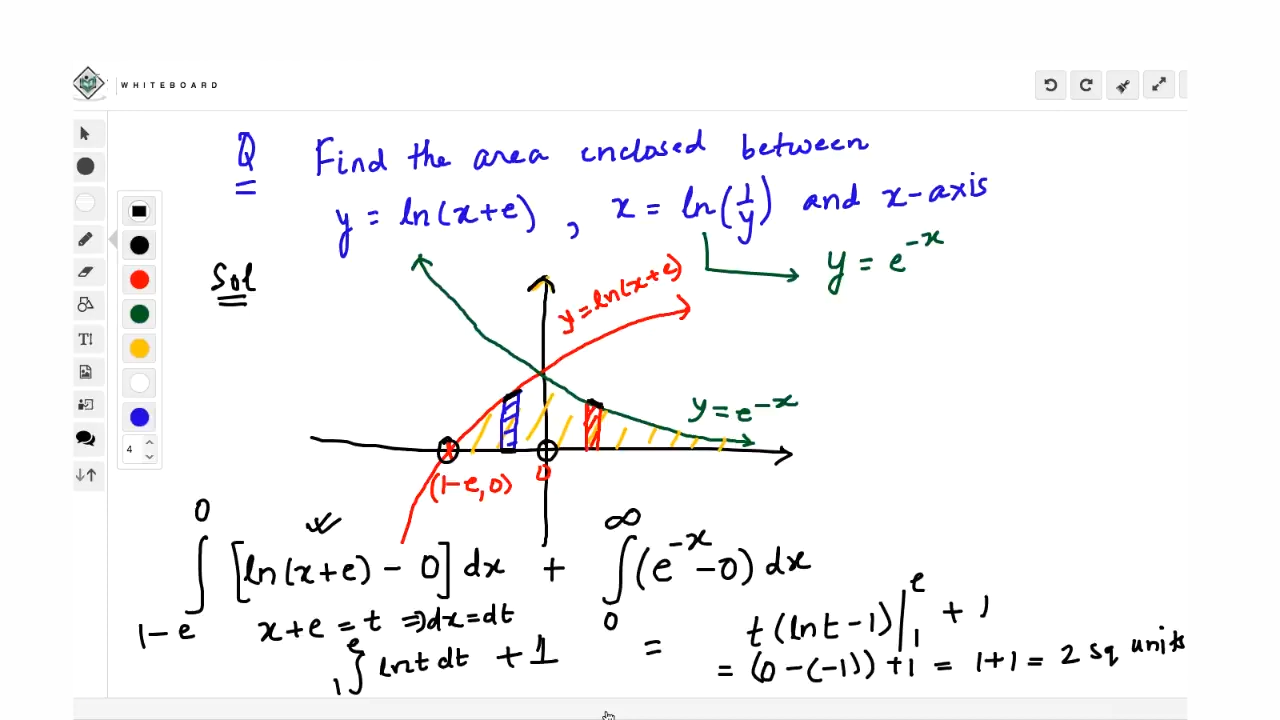 WHITEBOARD
Q Find the area enclosed between
y = ln(x+e) , x = ln(1/y) and x-axis
y = e^-x
Sol
y=ln(x+e)
y=e^-x
(1-e,0) 0
∫_{1-e}^{0} [ln(x+e) - 0] dx + ∫_{0}^{∞} (e^-x - 0) dx
x+e = t ⇒ dx = dt
∫_{1}^{e} lnt dt + 1 = t(lnt-1)|_{1}^{e} + 1
= (0-(-1)) +1 = 1+1 = 2 sq units
T!
4